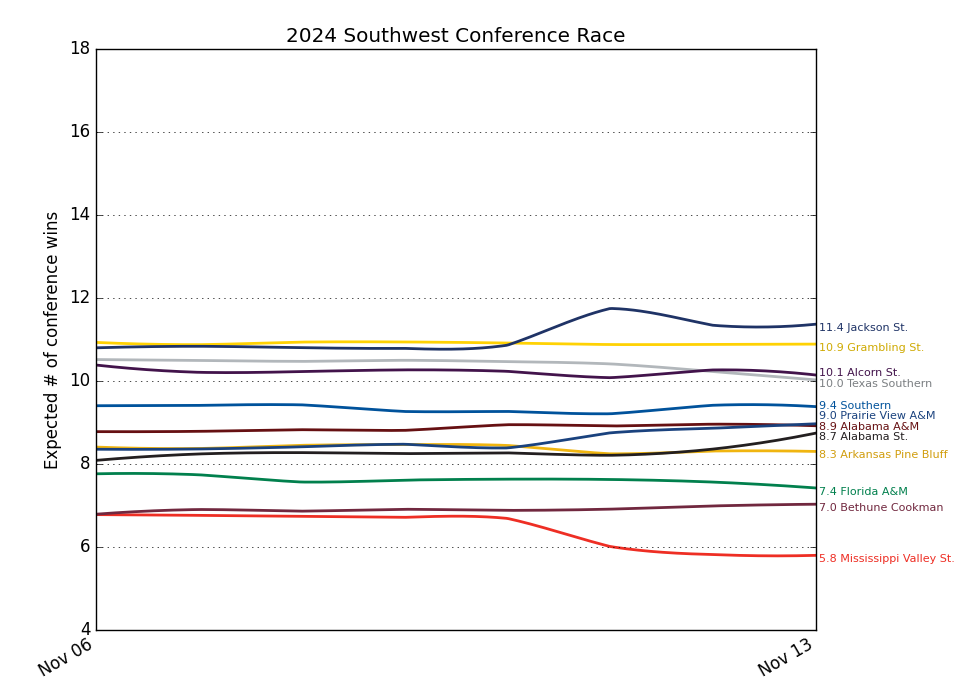 2024 Southwest Conference Race
Expected # of conference wins
18
16
14
12
10
8
6
4
Nov 06
Nov 13
11.4 Jackson St.
10.9 Grambling St.
10.1 Alcorn St.
10.0 Texas Southern
9.4 Southern
9.0 Prairie View A&M
8.9 Alabama A&M
8.7 Alabama St.
8.3 Arkansas Pine Bluff
7.4 Florida A&M
7.0 Bethune Cookman
5.8 Mississippi Valley St.